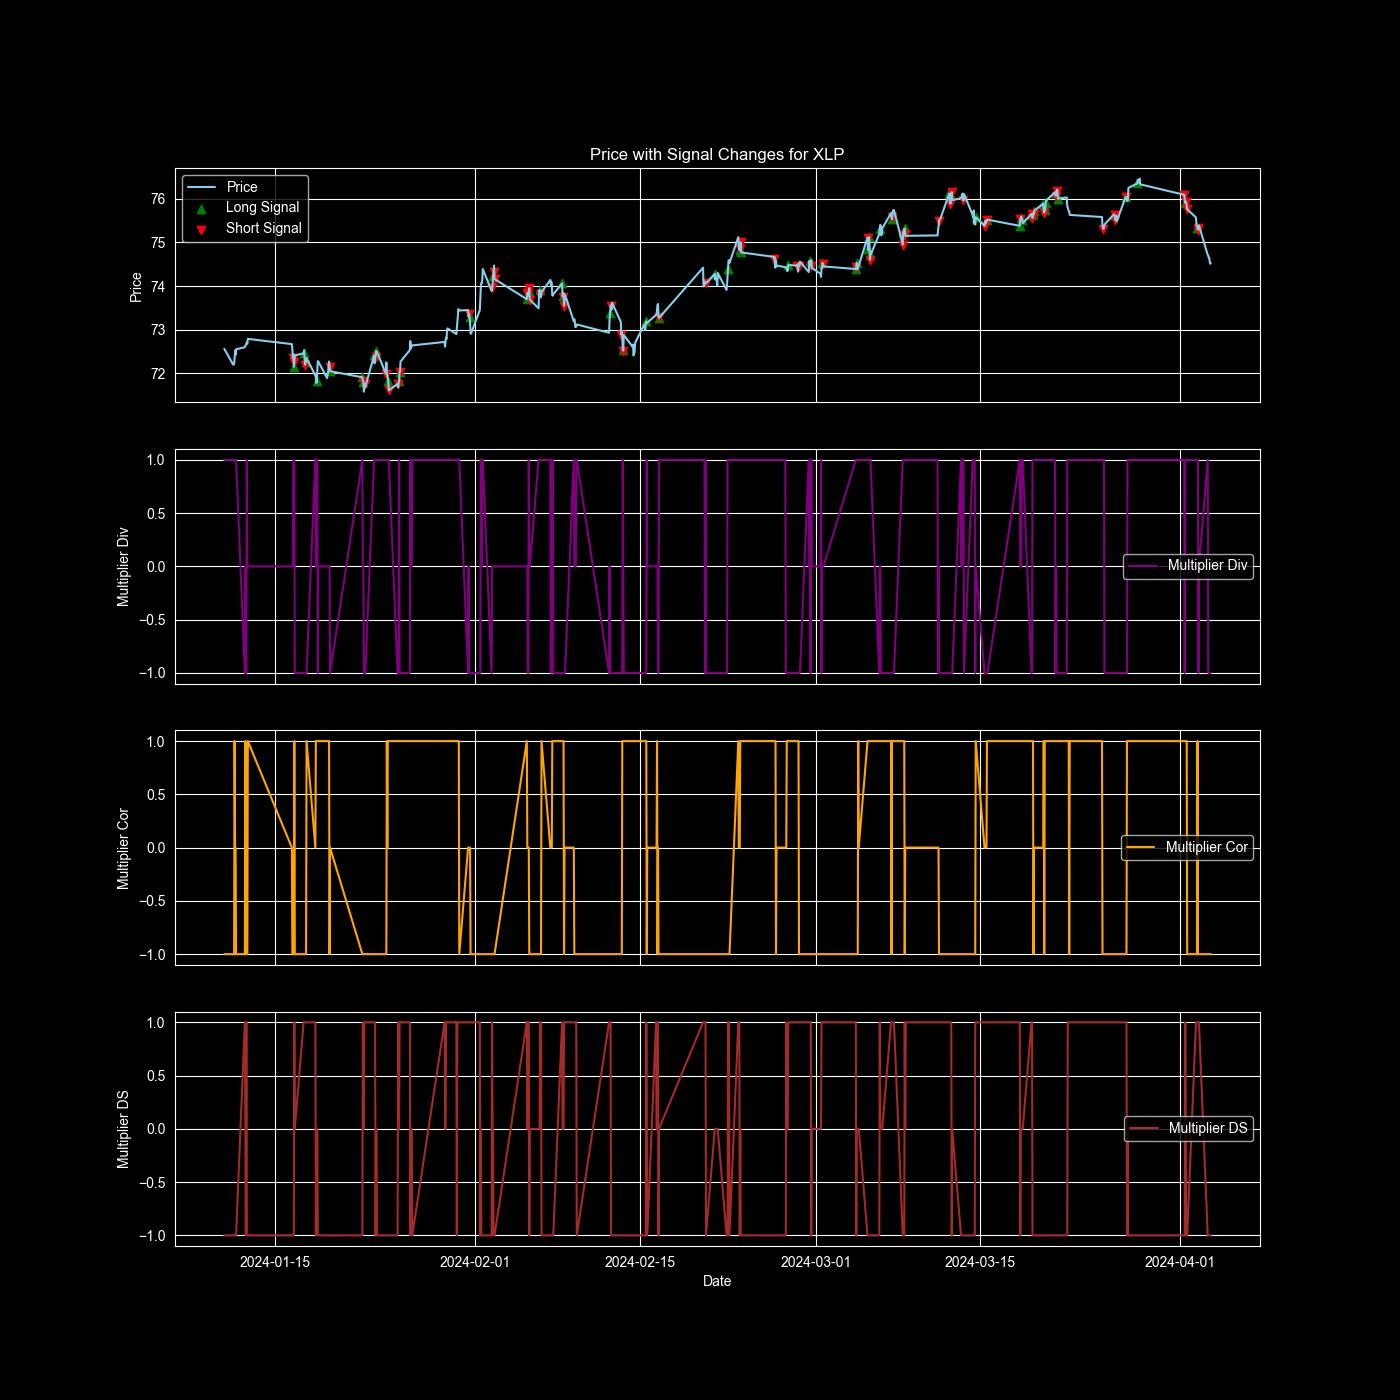 Price with Signal Changes for XLP
Price
Long Signal
Short Signal
76
75
74
73
72
Price
1.0
0.5
0.0
−0.5
−1.0
Multiplier Div
Multiplier Div
1.0
0.5
0.0
−0.5
−1.0
Multiplier Cor
Multiplier Cor
1.0
0.5
0.0
−0.5
−1.0
Multiplier DS
Multiplier DS
2024-01-15 2024-02-01 2024-02-15 2024-03-01 2024-03-15 2024-04-01
Date